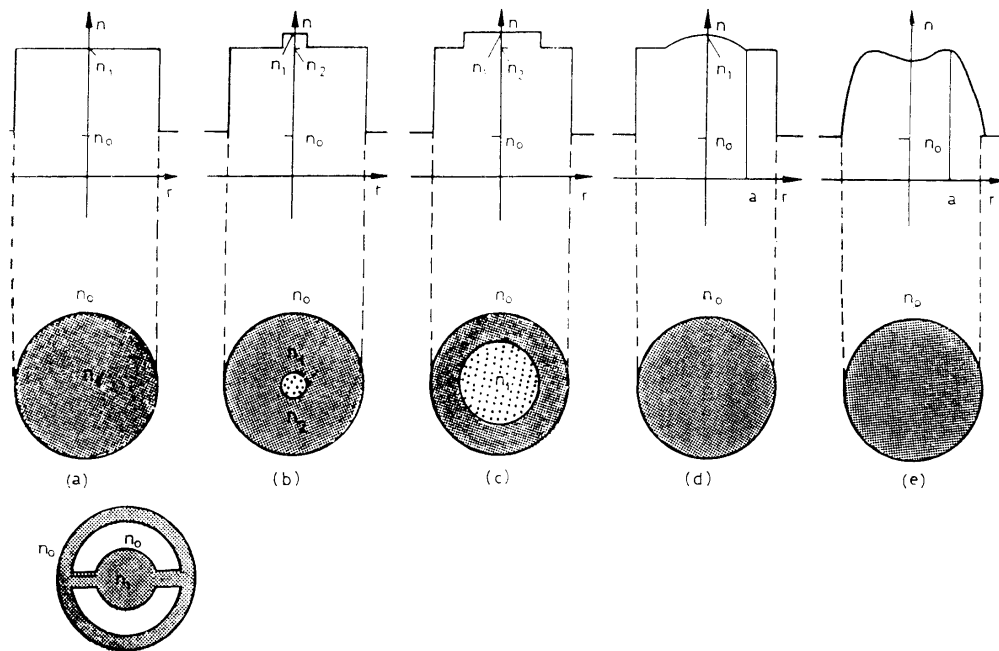 n n n n n
n₁ n₁ n₂ n₁ n₂ n₁
n₀ n₀ n₀ n₀ n₀
r r r a r a r
n₀ n₀ n₀ n₀ n₀
n₁ n₁ n₁
n₂
(a) (b) (c) (d) (e)
n₀ n₀
n₁